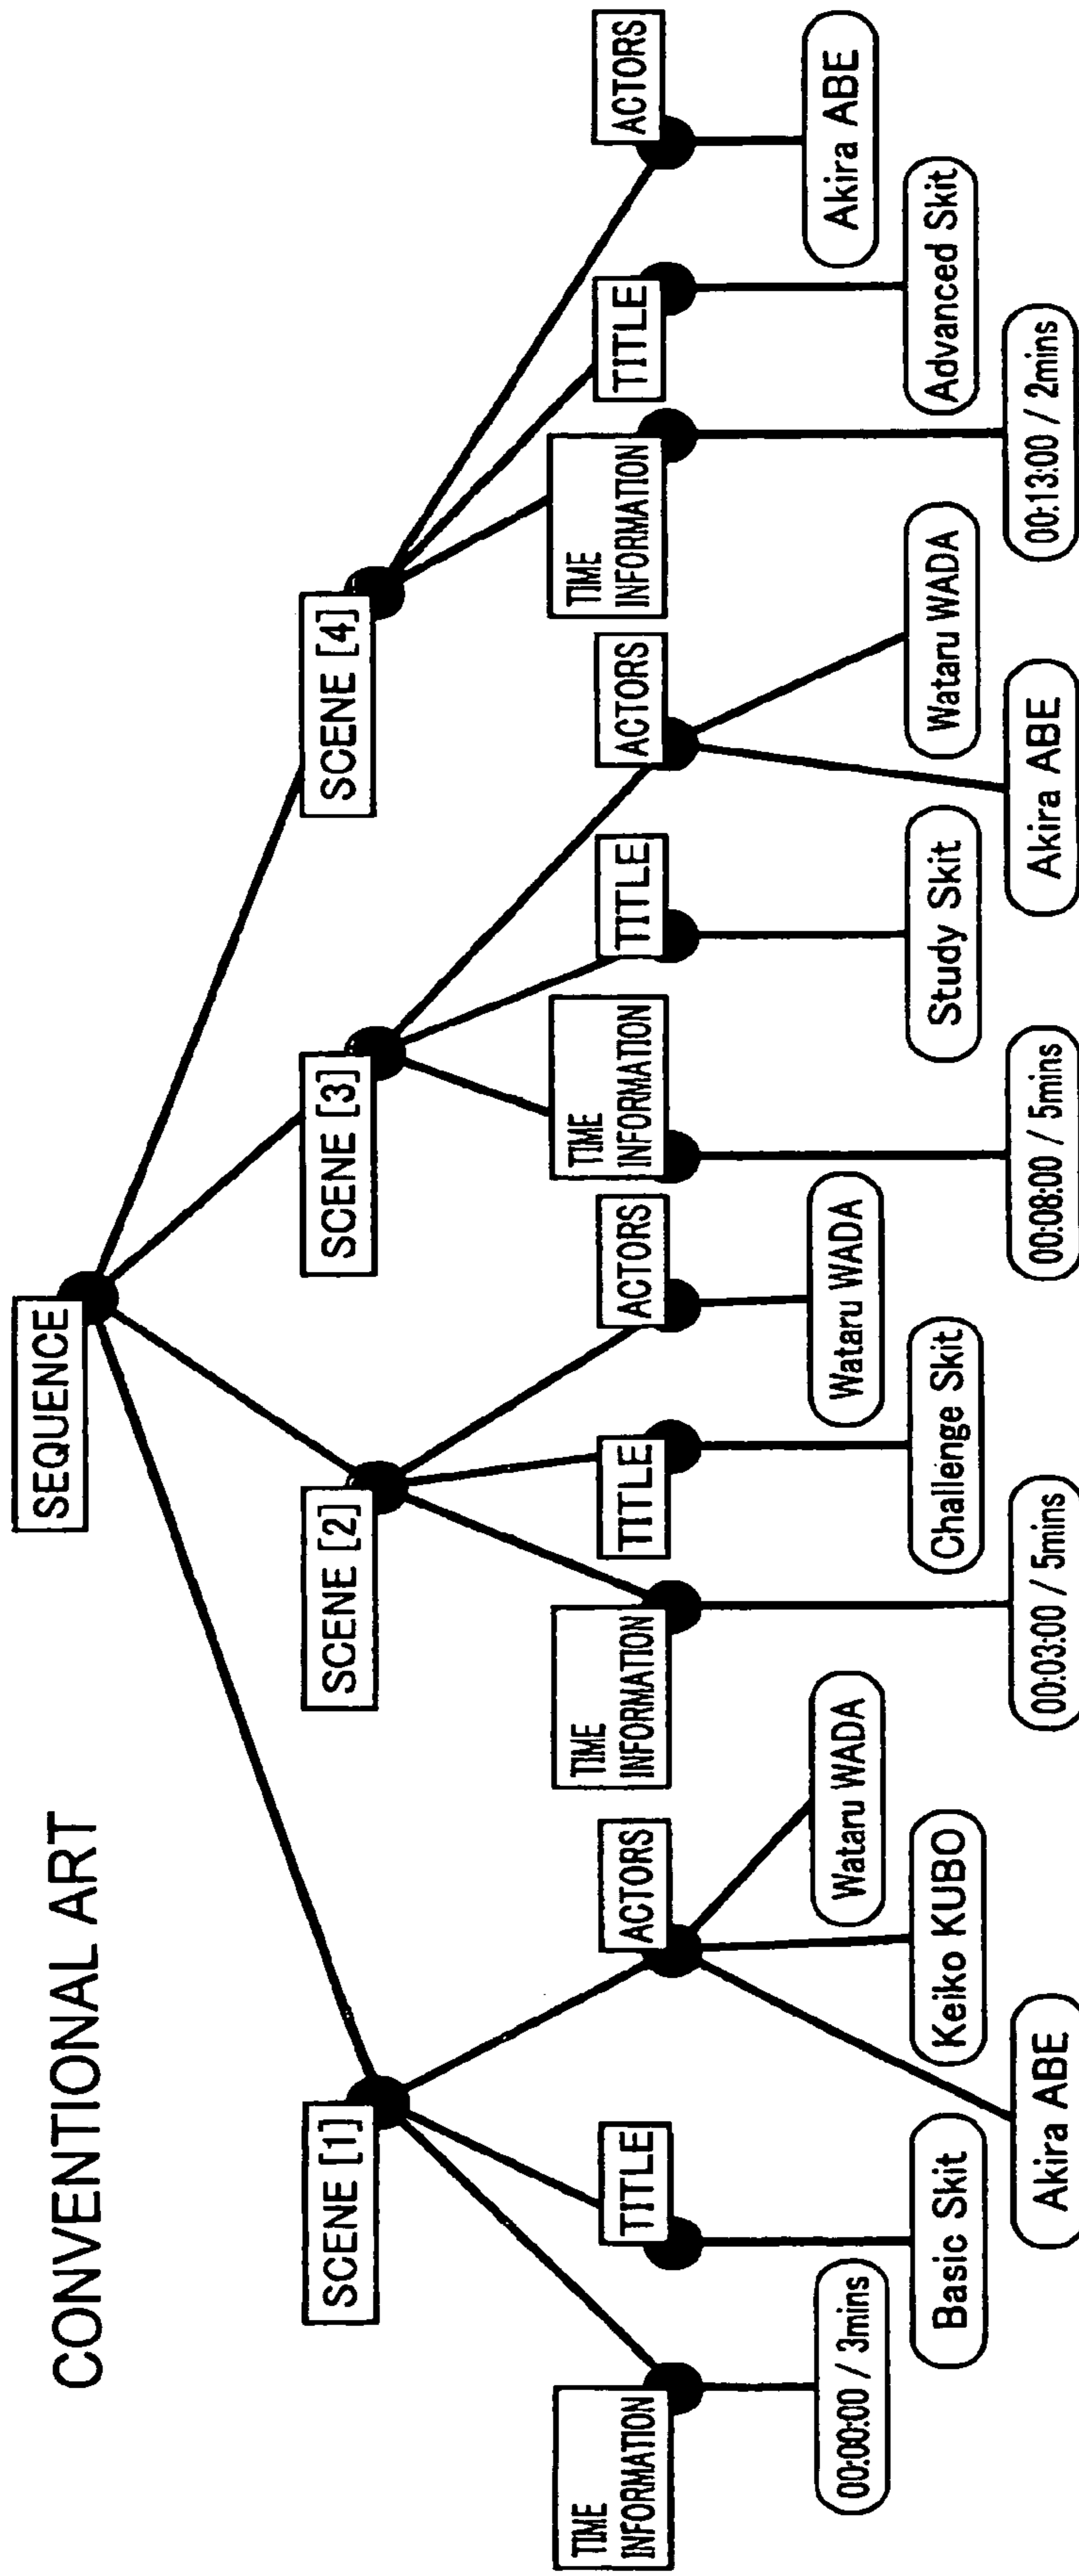 CONVENTIONAL ART
SEQUENCE
SCENE [1]
SCENE [2]
SCENE [3]
SCENE [4]
TIME
INFORMATION
TITLE
ACTORS
TIME
INFORMATION
TITLE
ACTORS
TIME
INFORMATION
TITLE
ACTORS
TIME
INFORMATION
TITLE
ACTORS
00:00:00 / 3mins
Basic Skit
Akira ABE
Keiko KUBO
Wataru WADA
00:03:00 / 5mins
Challenge Skit
Wataru WADA
00:08:00 / 5mins
Study Skit
Akira ABE
Wataru WADA
00:13:00 / 2mins
Advanced Skit
Akira ABE